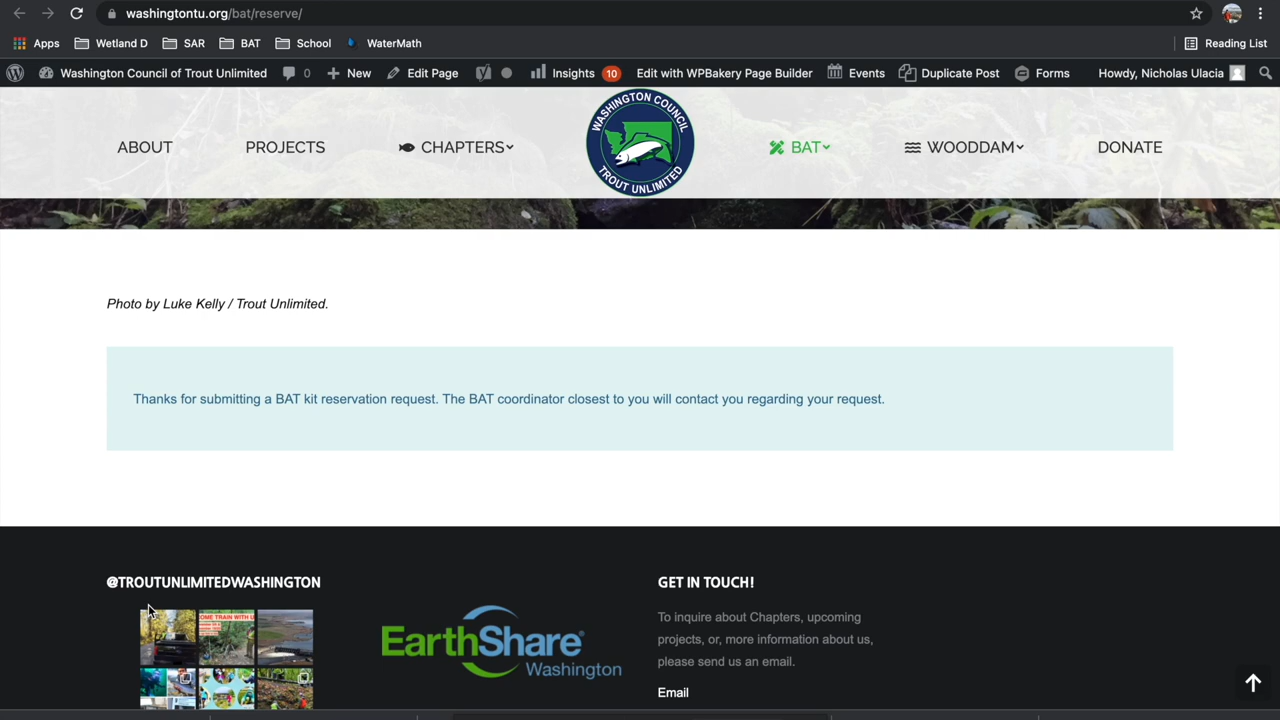 washingtontu.org/bat/reserve/
Apps Wetland D SAR BAT School WaterMath Reading List
Washington Council of Trout Unlimited 0 New Edit Page Insights 10 Edit with WPBakery Page Builder Events Duplicate Post Forms Howdy, Nicholas Ulacia
ABOUT PROJECTS CHAPTERS WASHINGTON COUNCIL TROUT UNLIMITED BAT WOODDAM DONATE
Photo by Luke Kelly / Trout Unlimited.
Thanks for submitting a BAT kit reservation request. The BAT coordinator closest to you will contact you regarding your request.
@TROUTUNLIMITEDWASHINGTON
OME TRAIN WITH U
EarthShare
Washington
GET IN TOUCH!
To inquire about Chapters, upcoming
projects, or, more information about us,
please send us an email.
Email